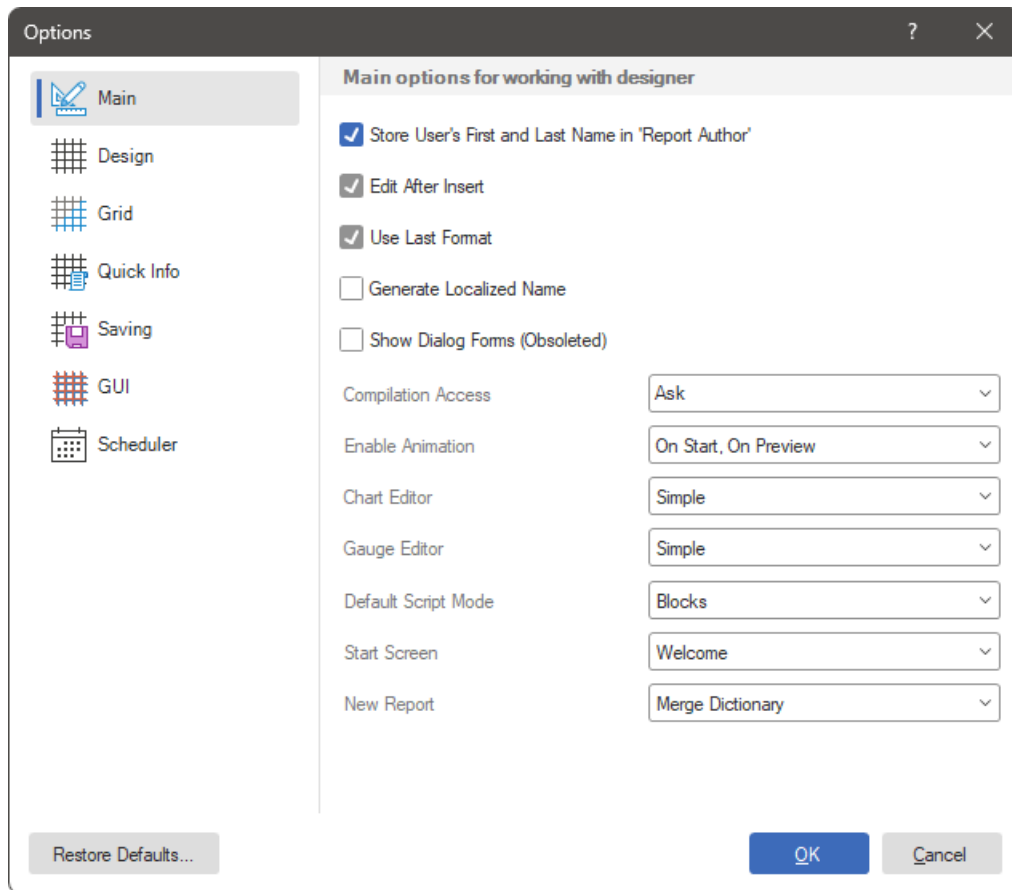 Options
?
Main
Design
Grid
Quick Info
Saving
GUI
Scheduler
Main options for working with designer
Store User's First and Last Name in 'Report Author'
Edit After Insert
Use Last Format
Generate Localized Name
Show Dialog Forms (Obsoleted)
Compilation Access Ask
Enable Animation On Start, On Preview
Chart Editor Simple
Gauge Editor Simple
Default Script Mode Blocks
Start Screen Welcome
New Report Merge Dictionary
Restore Defaults... OK Cancel